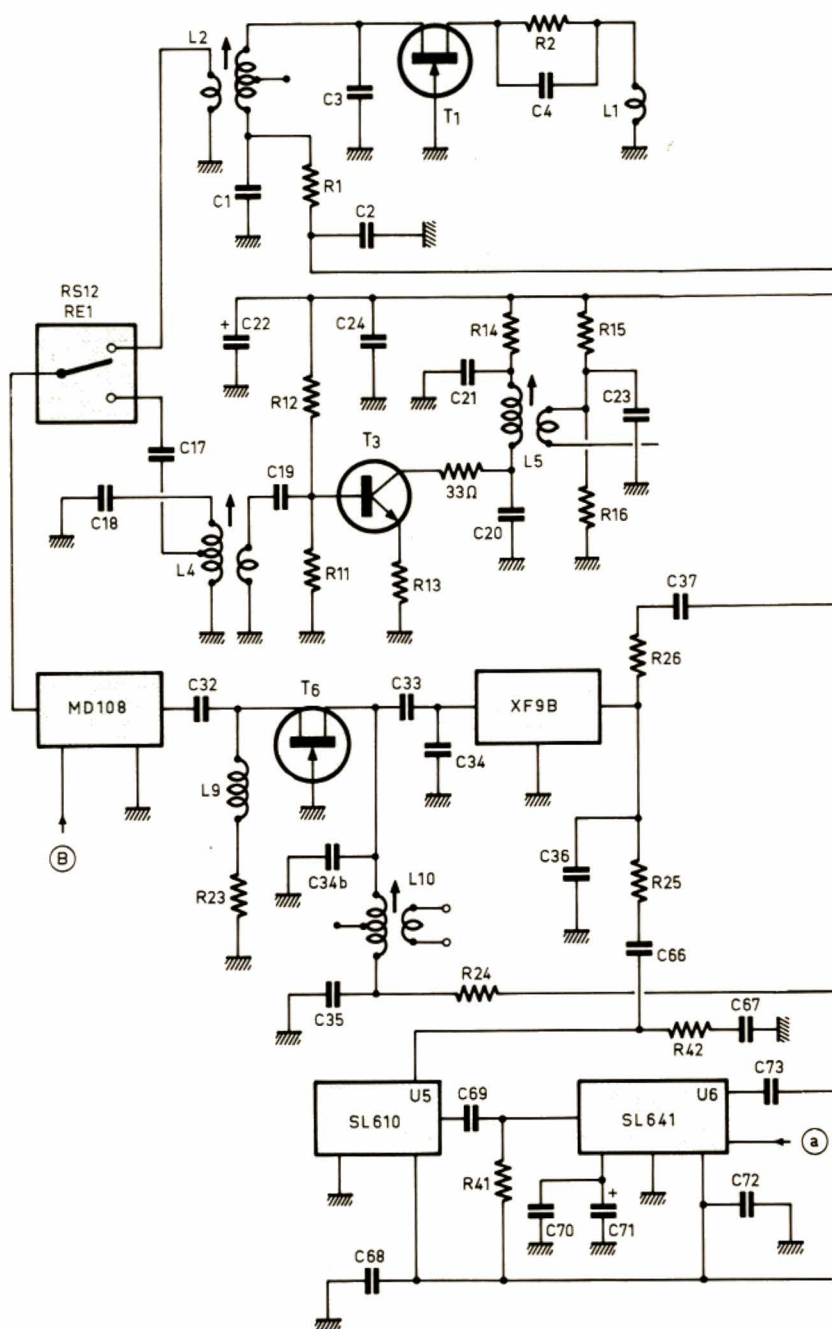 L2
C3
T1
R2
C4
L1
C1
R1
C2
RS12
RE1
+
C22
C24
R14
R15
C21
C23
R12
C17
T3
L5
C19
33Ω
C18
C20
R16
L4
R11
R13
C37
R26
MD108
C32
T6
C33
XF9B
C34
L9
B
C34b
L10
C36
R25
R23
C66
R24
C35
C67
R42
C73
U5
SL610
C69
U6
SL641
a
R41
+
C70
C71
C72
C68